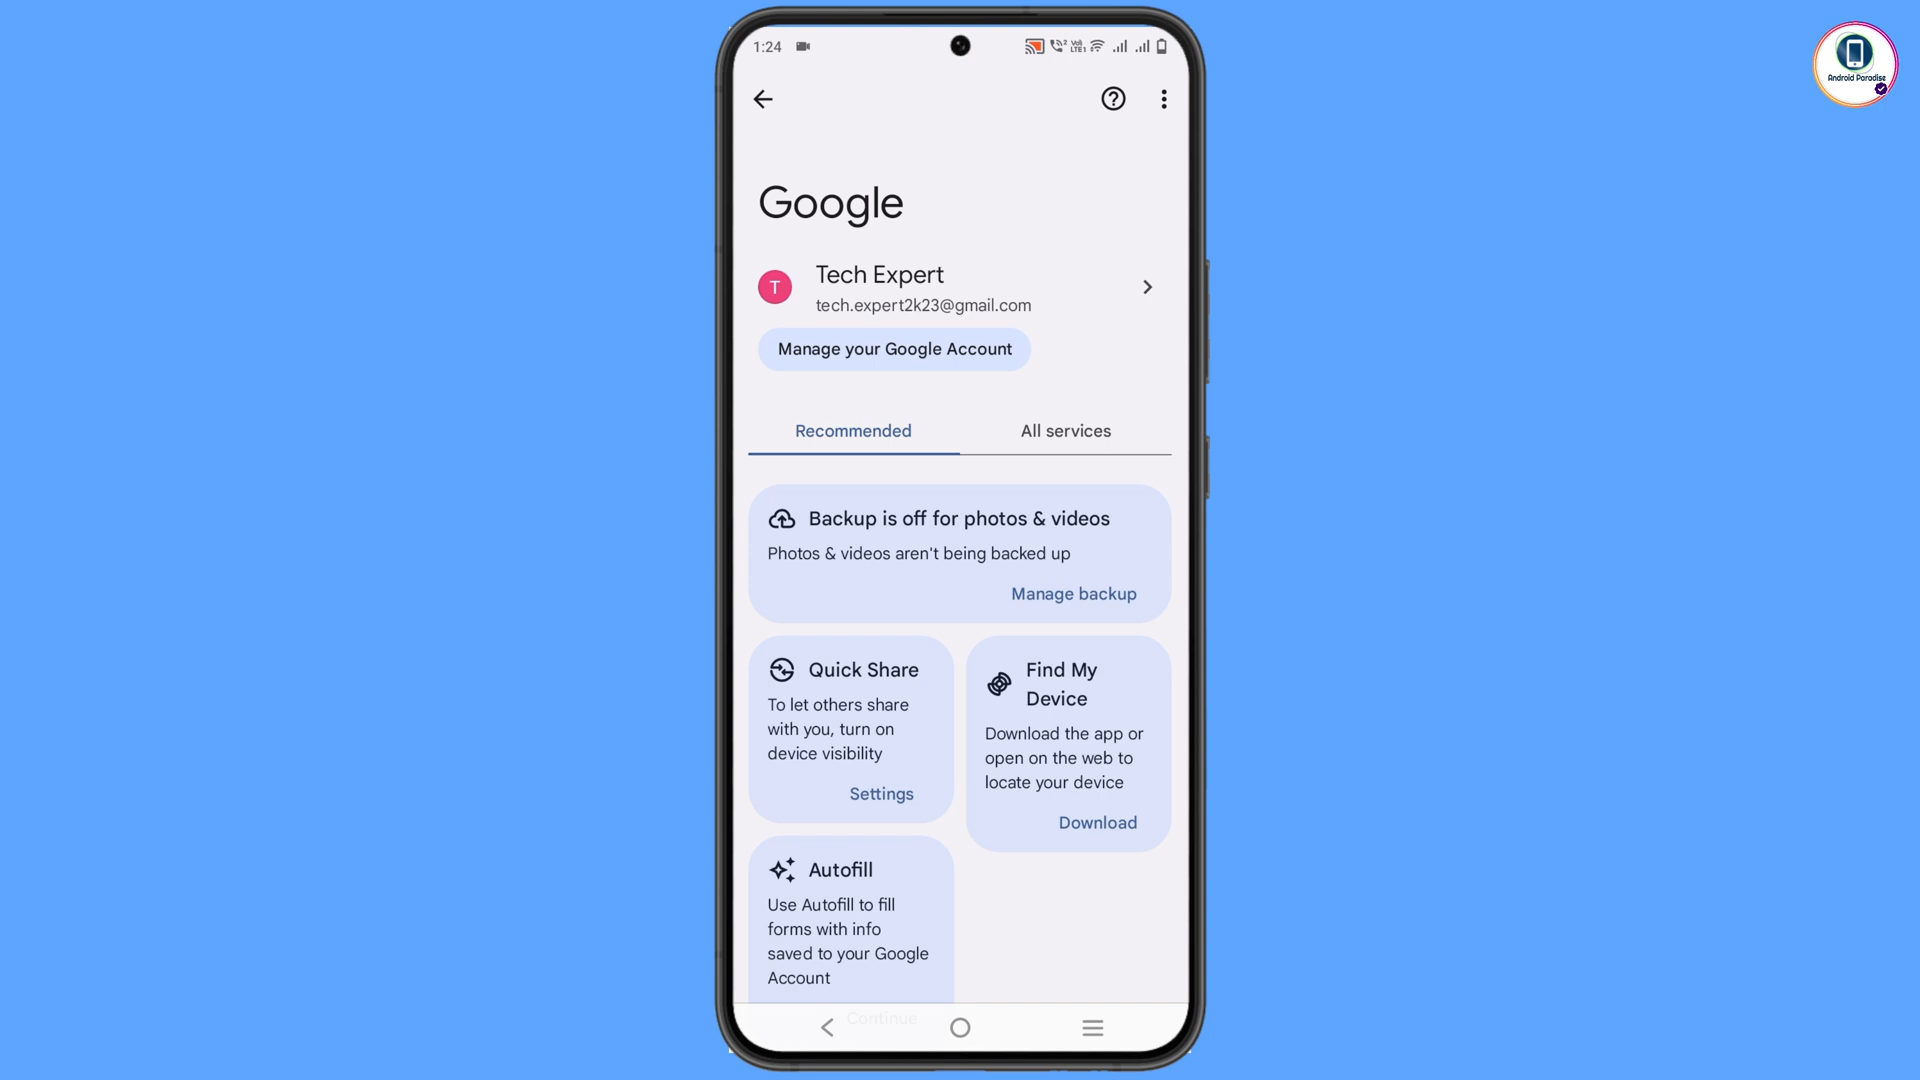 1:24
Android Paradise
Google
T
Tech Expert
tech.expert2k23@gmail.com
Manage your Google Account
Recommended
All services
Backup is off for photos & videos
Photos & videos aren't being backed up
Manage backup
Quick Share
To let others share
with you, turn on
device visibility
Settings
Find My
Device
Download the app or
open on the web to
locate your device
Download
Autofill
Use Autofill to fill
forms with info
saved to your Google
Account
Continue